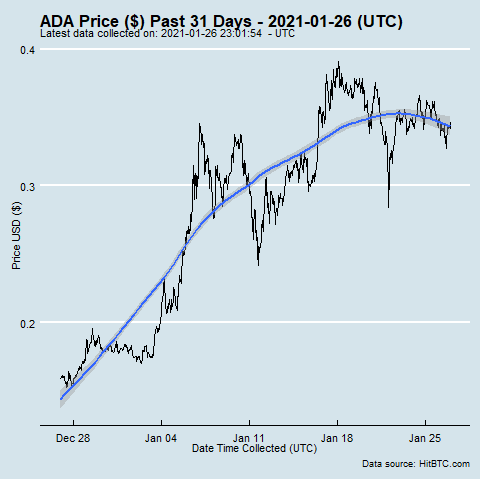 ADA Price ($) Past 31 Days - 2021-01-26 (UTC)
Latest data collected on: 2021-01-26 23:01:54 - UTC
0.4
0.3
0.2
Price USD ($)
Dec 28 Jan 04 Jan 11 Jan 18 Jan 25
Date Time Collected (UTC)
Data source: HitBTC.com